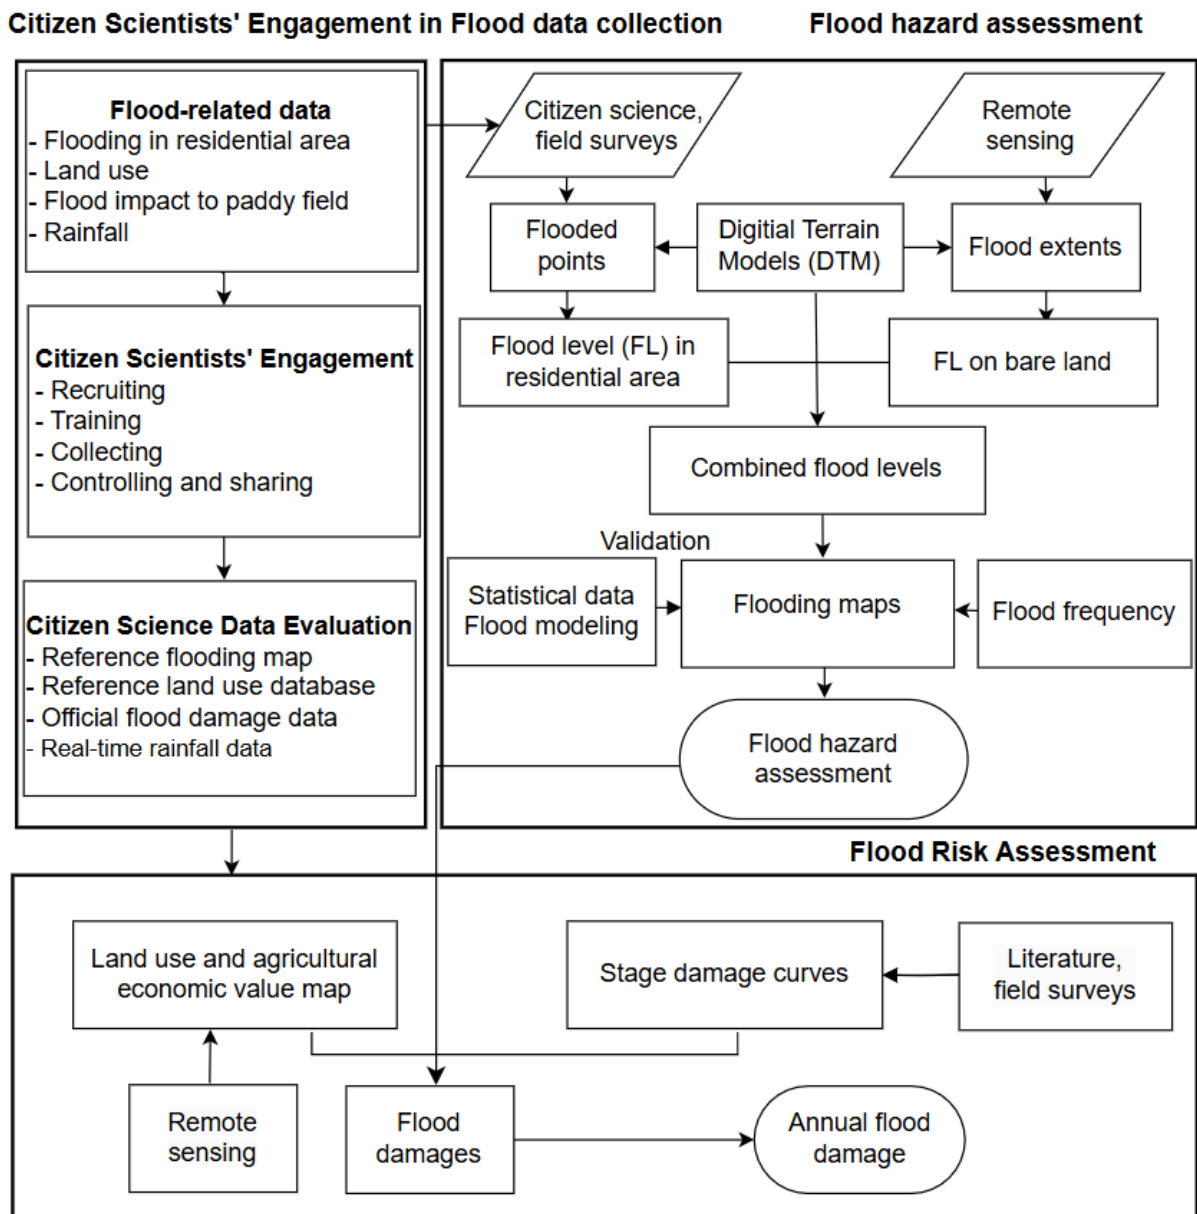 Citizen Scientists' Engagement in Flood data collection
Flood hazard assessment
Flood-related data
- Flooding in residential area
- Land use
- Flood impact to paddy field
- Rainfall
Citizen Scientists' Engagement
- Recruiting
- Training
- Collecting
- Controlling and sharing
Citizen Science Data Evaluation
- Reference flooding map
- Reference land use database
- Official flood damage data
- Real-time rainfall data
Citizen science,
field surveys
Remote
sensing
Flooded
points
Digitial Terrain
Models (DTM)
Flood extents
Flood level (FL) in
residential area
FL on bare land
Combined flood levels
Validation
Statistical data
Flood modeling
Flooding maps
Flood frequency
Flood hazard
assessment
Flood Risk Assessment
Land use and agricultural
economic value map
Stage damage curves
Literature,
field surveys
Remote
sensing
Flood
damages
Annual flood
damage